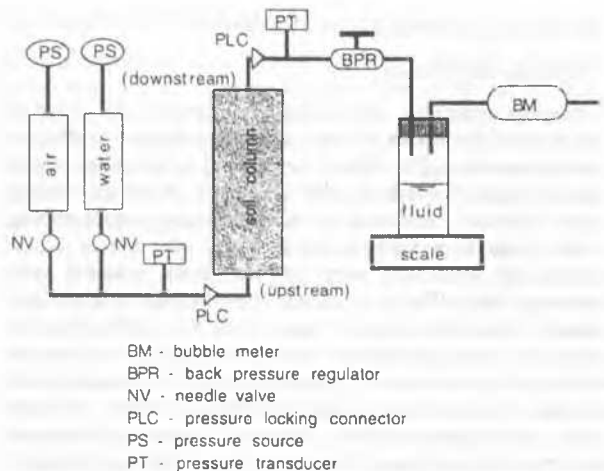 PT
PS
PS
PLC
(downstream)
BPR
BM
air
water
soil column
fluid
NV
NV
PT
scale
(upstream)
PLC
BM - bubble meter
BPR - back pressure regulator
NV - needle valve
PLC - pressure locking connector
PS - pressure source
PT - pressure transducer